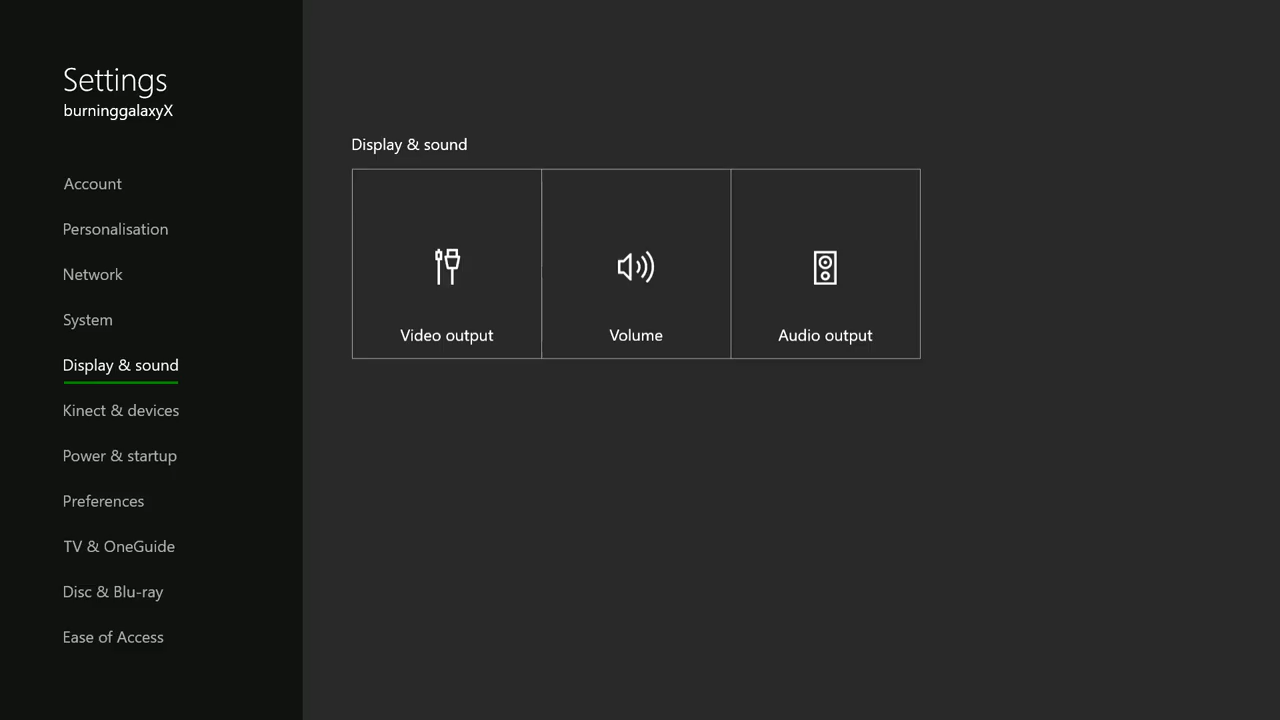 Settings
burninggalaxyX
Account
Personalisation
Network
System
Display & sound
Kinect & devices
Power & startup
Preferences
TV & OneGuide
Disc & Blu-ray
Ease of Access
Display & sound
Video output
Volume
Audio output